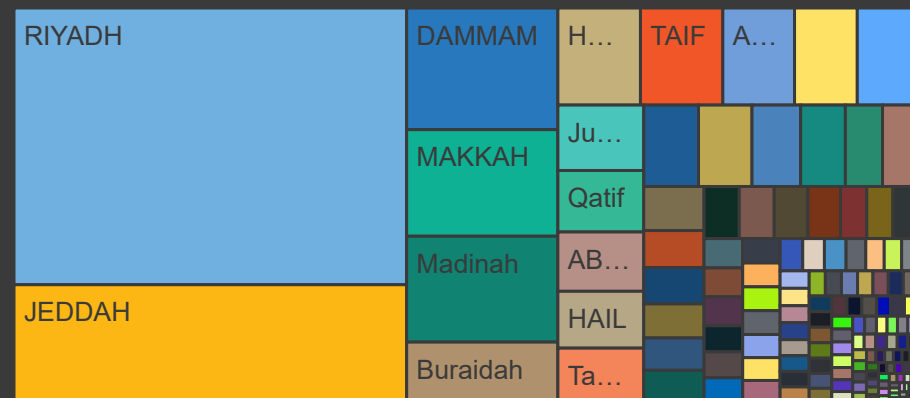 RIYADH
JEDDAH
DAMMAM
MAKKAH
Madinah
Buraidah
H…
Ju…
Qatif
AB…
HAIL
Ta…
TAIF
A…